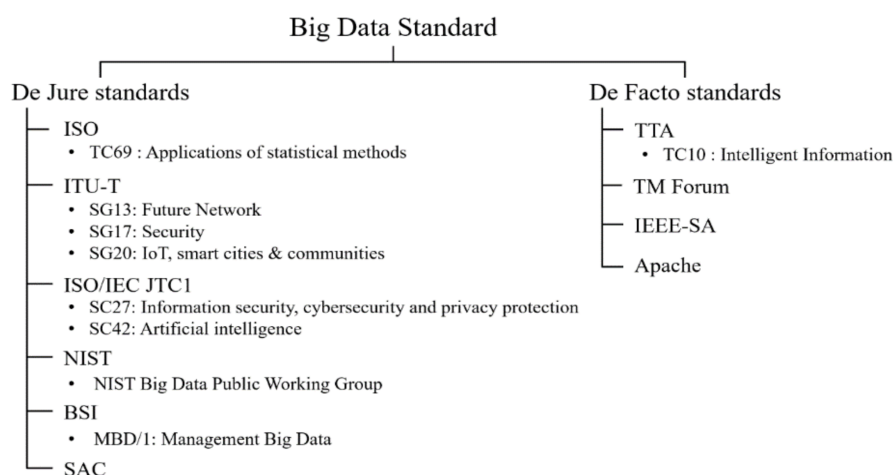 Big Data Standard
De Jure standards
ISO
• TC69 : Applications of statistical methods
ITU-T
• SG13: Future Network
• SG17: Security
• SG20: IoT, smart cities & communities
ISO/IEC JTC1
• SC27: Information security, cybersecurity and privacy protection
• SC42: Artificial intelligence
NIST
• NIST Big Data Public Working Group
BSI
• MBD/1: Management Big Data
SAC
De Facto standards
TTA
• TC10 : Intelligent Information
TM Forum
IEEE-SA
Apache